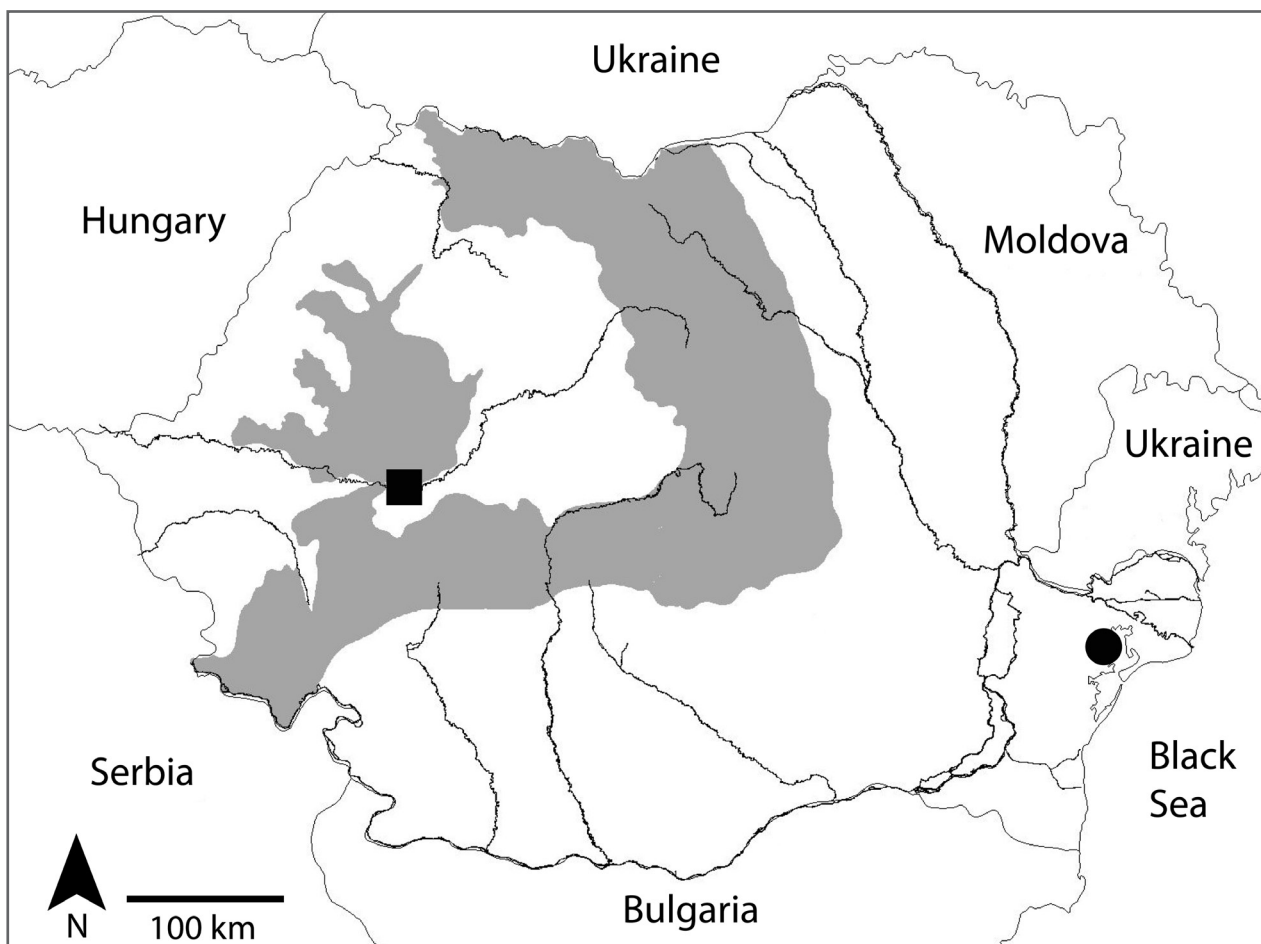 Ukraine
Hungary
Moldova
Ukraine
Serbia
Black
Sea
N
100 km
Bulgaria